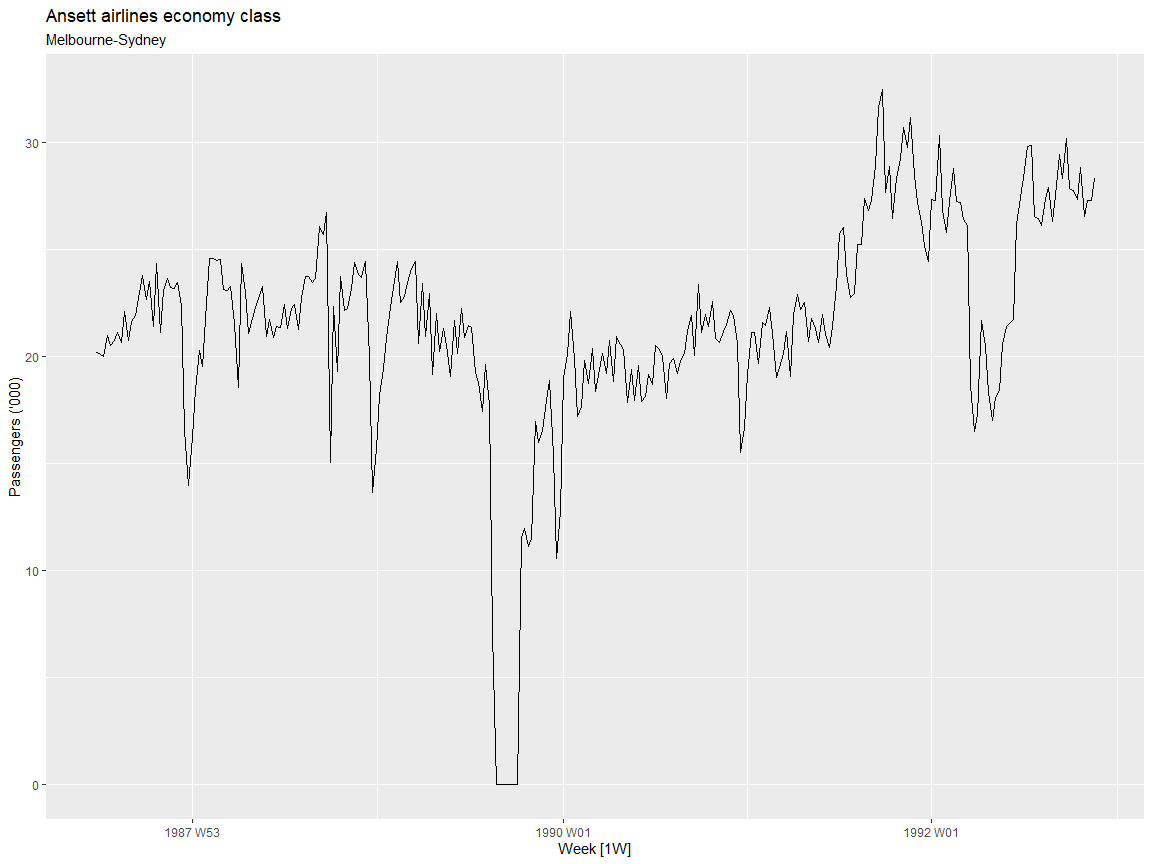 Ansett airlines economy class
Melbourne-Sydney
Passengers ('000)
30
20
10
0
1987 W53 1990 W01 1992 W01
Week [1W]